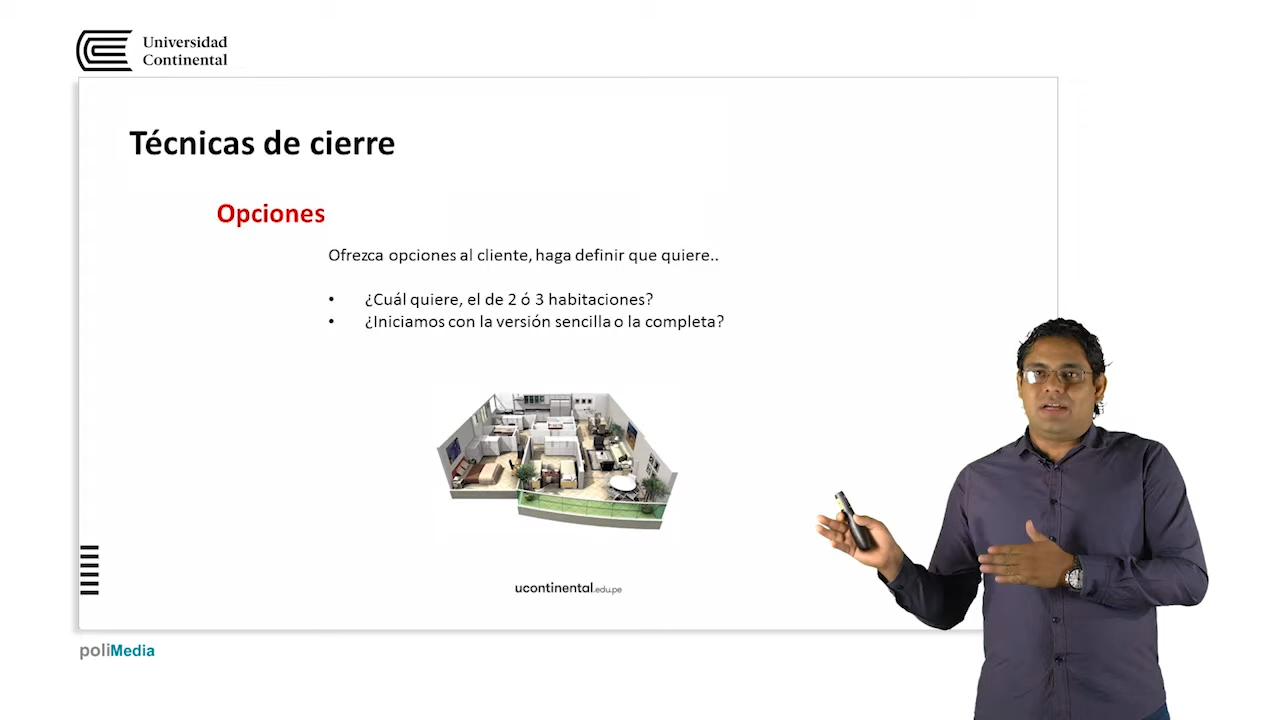 Universidad
Continental
Técnicas de cierre
Opciones
Ofrezca opciones al cliente, haga definir que quiere..
• ¿Cuál quiere, el de 2 ó 3 habitaciones?
• ¿Iniciamos con la versión sencilla o la completa?
ucontinental.edu.pe
poliMedia